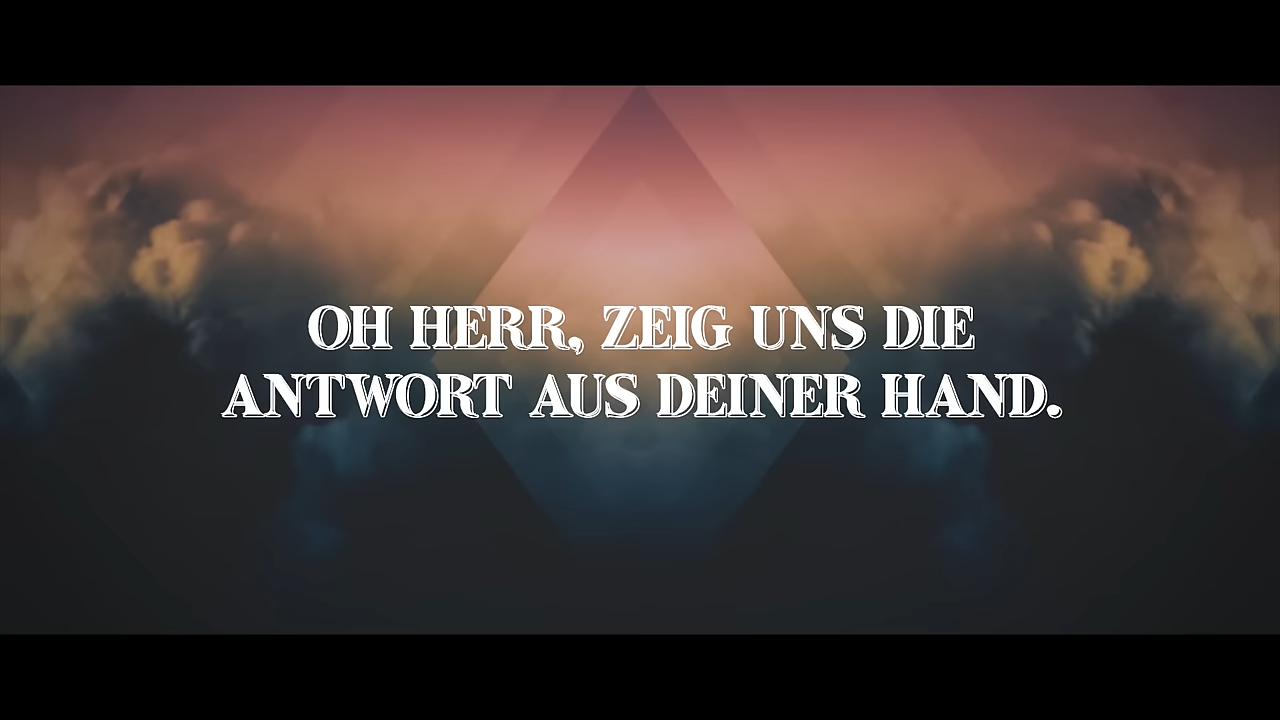 OH HERR, ZEIG UNS DIE
ANTWORT AUS DEINER HAND.